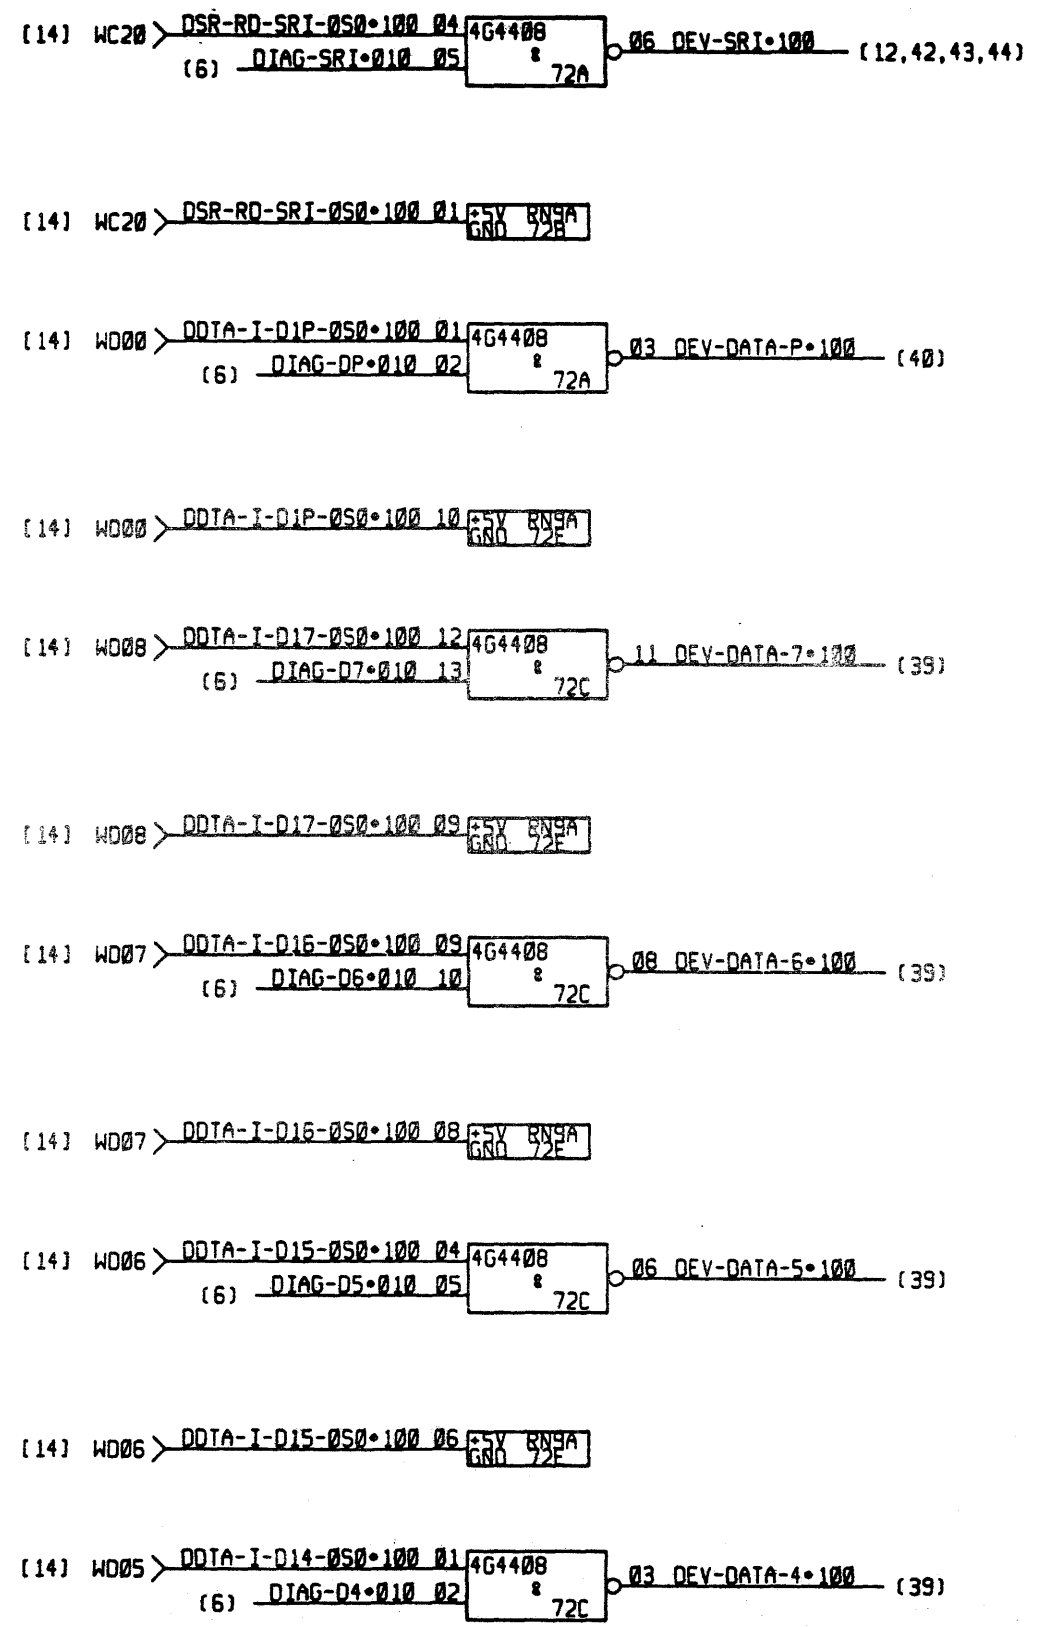 [14] WC20 DSR-RD-SRI-0S0•100 04 4G4408
& 06 DEV-SRI•100 (12,42,43,44)
(6) DIAG-SRI•010 05 72A
[14] WC20 DSR-RD-SRI-0S0•100 01 +5V RN9A
GND 72B
[14] WD00 DDTA-I-D1P-0S0•100 01 4G4408
& 03 DEV-DATA-P•100 (40)
(6) DIAG-DP•010 02 72A
[14] WD00 DDTA-I-D1P-0S0•100 10 +5V RN9A
GND 72E
[14] WD08 DDTA-I-D17-0S0•100 12 4G4408
& 11 DEV-DATA-7•100 (39)
(6) DIAG-D7•010 13 72C
[14] WD08 DDTA-I-D17-0S0•100 09 +5V RN9A
GND 72E
[14] WD07 DDTA-I-D16-0S0•100 09 4G4408
& 08 DEV-DATA-6•100 (39)
(6) DIAG-D6•010 10 72C
[14] WD07 DDTA-I-D16-0S0•100 08 +5V RN9A
GND 72E
[14] WD06 DDTA-I-D15-0S0•100 04 4G4408
& 06 DEV-DATA-5•100 (39)
(6) DIAG-D5•010 05 72C
[14] WD06 DDTA-I-D15-0S0•100 06 +5V RN9A
GND 72E
[14] WD05 DDTA-I-D14-0S0•100 01 4G4408
& 03 DEV-DATA-4•100 (39)
(6) DIAG-D4•010 02 72C